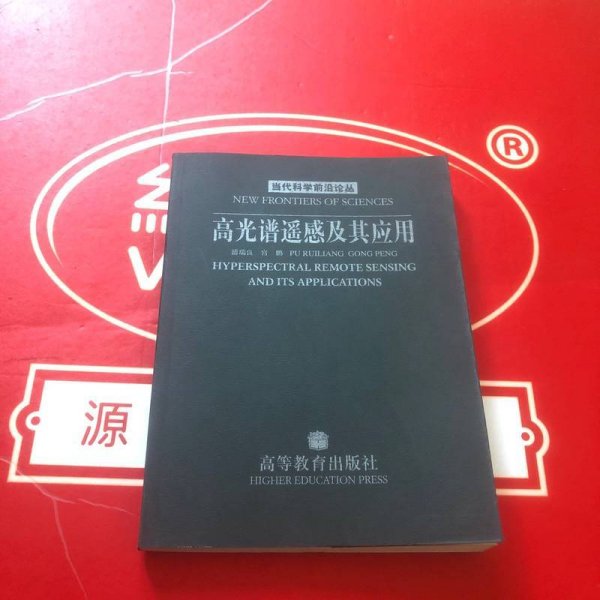 ®
当代科学前沿论丛
NEW FRONTIERS OF SCIENCES
高光谱遥感及其应用
浦瑞良 宫 鹏 PU RUILIANG GONG PENG
HYPERSPECTRAL REMOTE SENSING
AND ITS APPLICATIONS
源
高等教育出版社
HIGHER EDUCATION PRESS